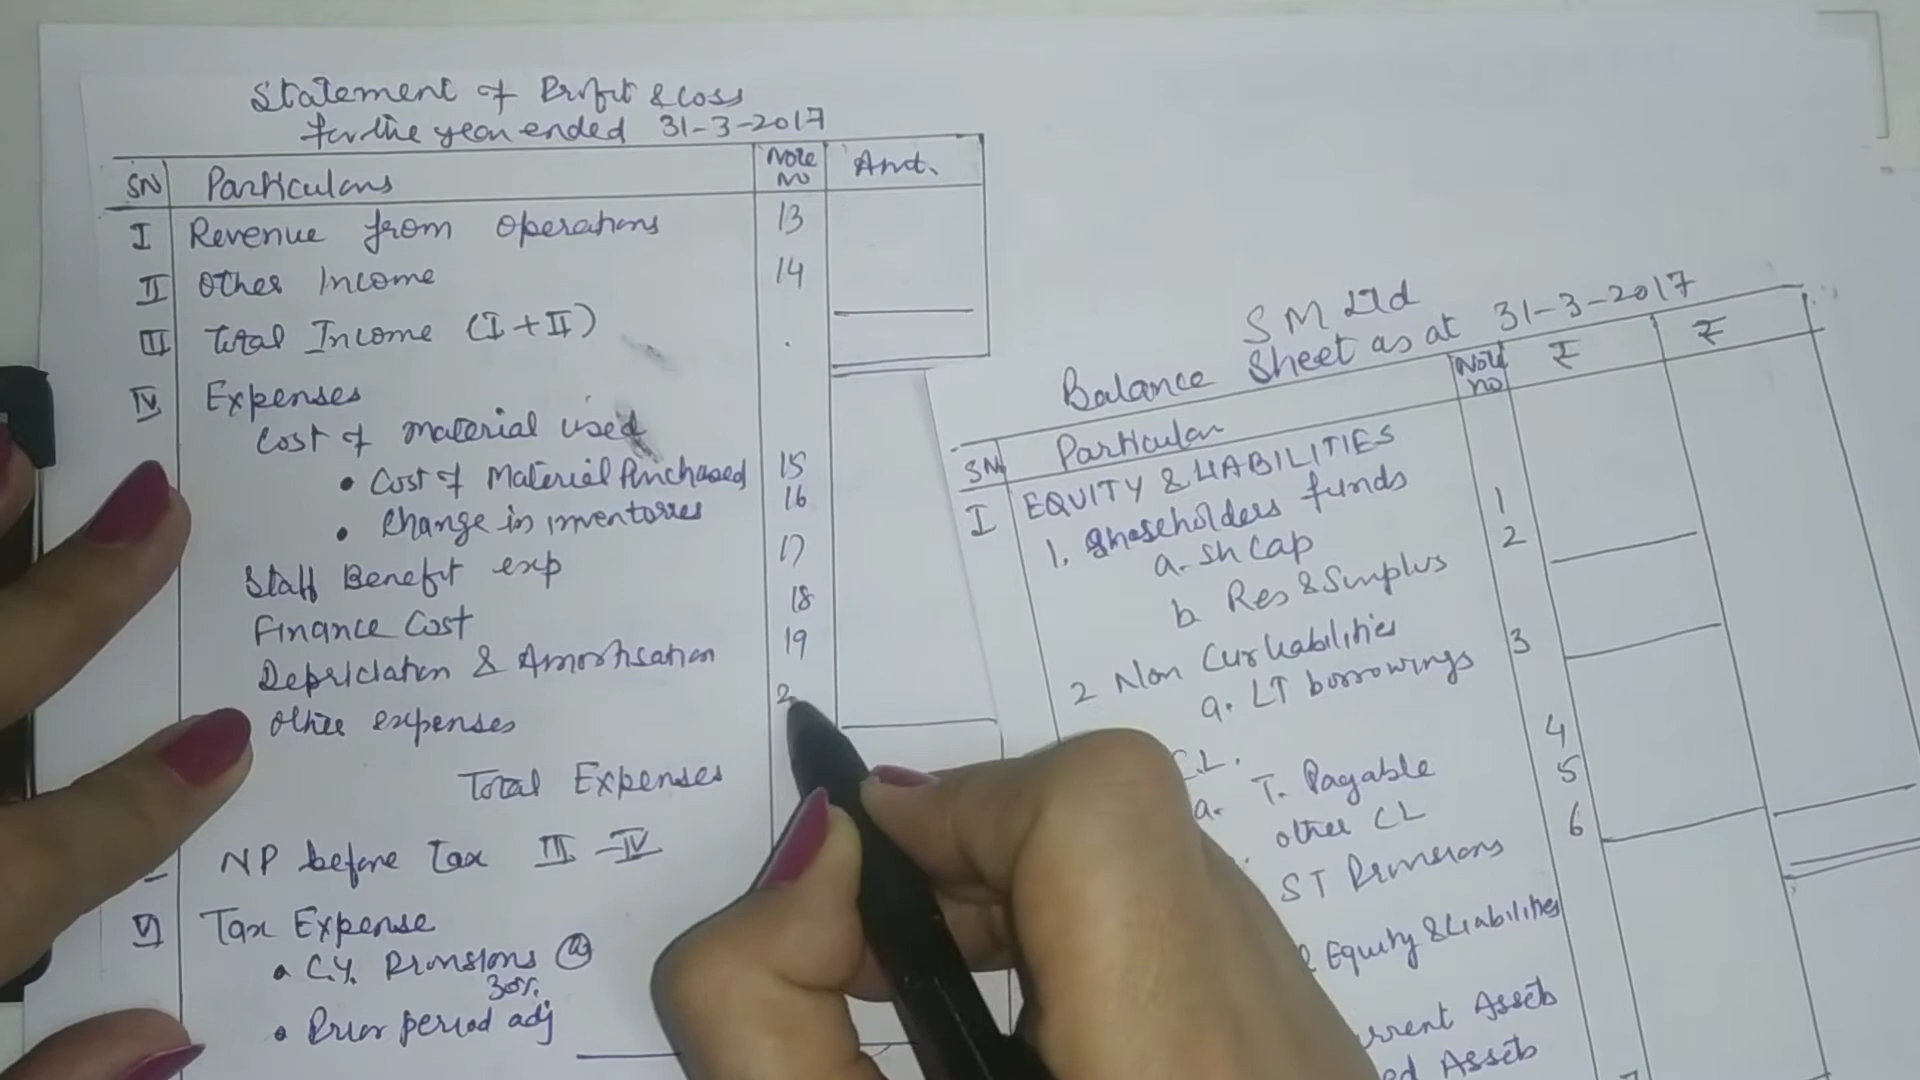 Statement of Profit & Loss
for the year ended 31-3-2017
SN Particulars Note No Amt.
I Revenue from operations 13
II Other Income 14
III Total Income (I + II)
IV Expenses
Cost of material used
• Cost of Material Purchased 15
• Change in inventories 16
Staff Benefit exp 17
Finance Cost 18
Depriciation & Amortisation 19
Other expenses 2
Total Expenses
NP before Tax III - IV
VI Tax Expense
• C.Y. Provisions @
30%
• Prior period adj
SM Ltd
Balance Sheet as at 31-3-2017
SN Particular Note no ₹ ₹
I EQUITY & LIABILITIES
1. Shareholders funds
a. Sh Cap 1
b Res & Surplus 2
2 Non Cur Liabilities
a. LT borrowings 3
C.L.
a. T. Payable 4
other CL 5
ST Provisions 6
Equity & Liabilities
Assets
Assets